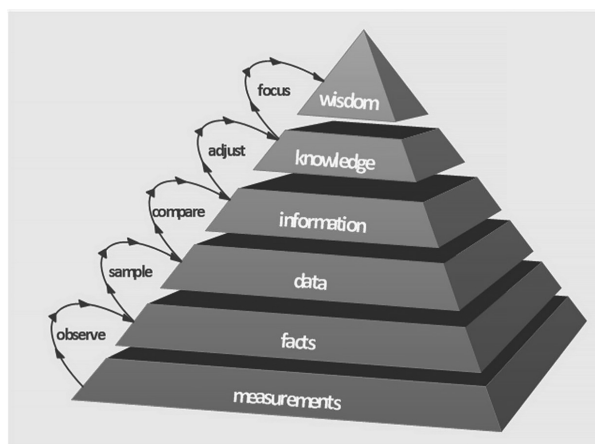 focus
wisdom
adjust
knowledge
compare
information
sample
data
observe
facts
measurements